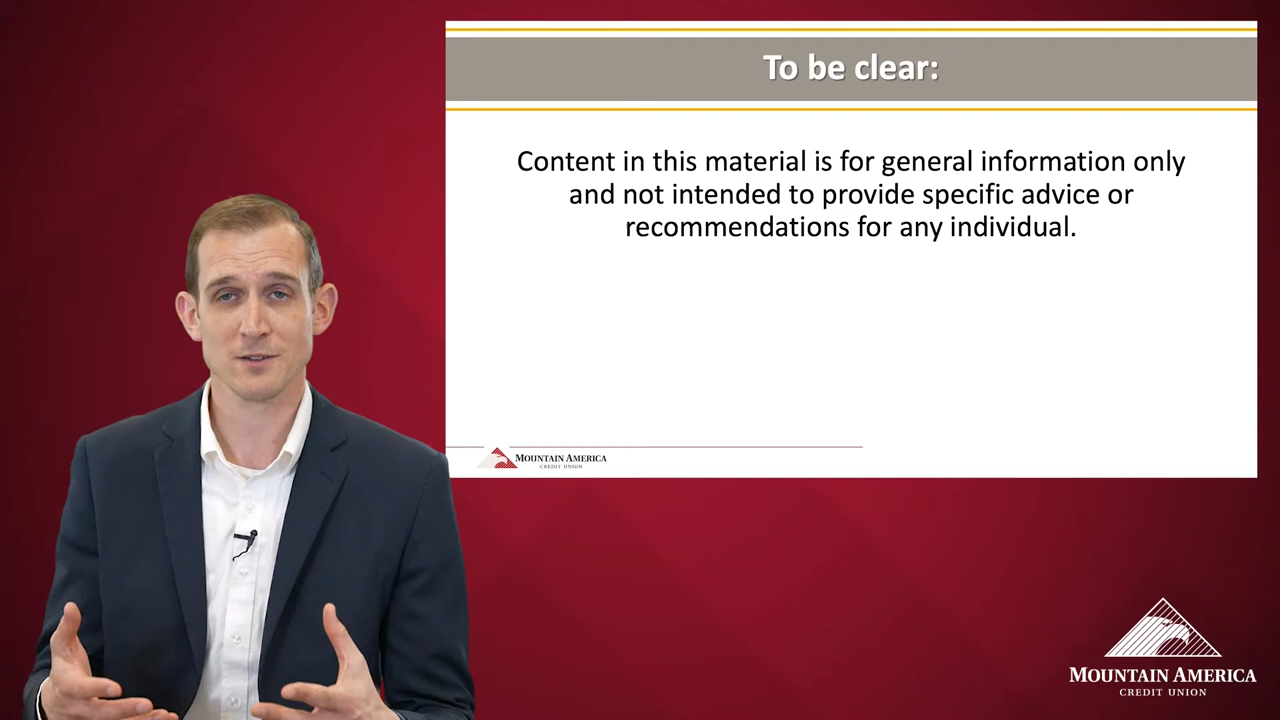 To be clear:
Content in this material is for general information only
and not intended to provide specific advice or
recommendations for any individual.
MOUNTAIN AMERICA
CREDIT UNION
MOUNTAIN AMERICA
CREDIT UNION